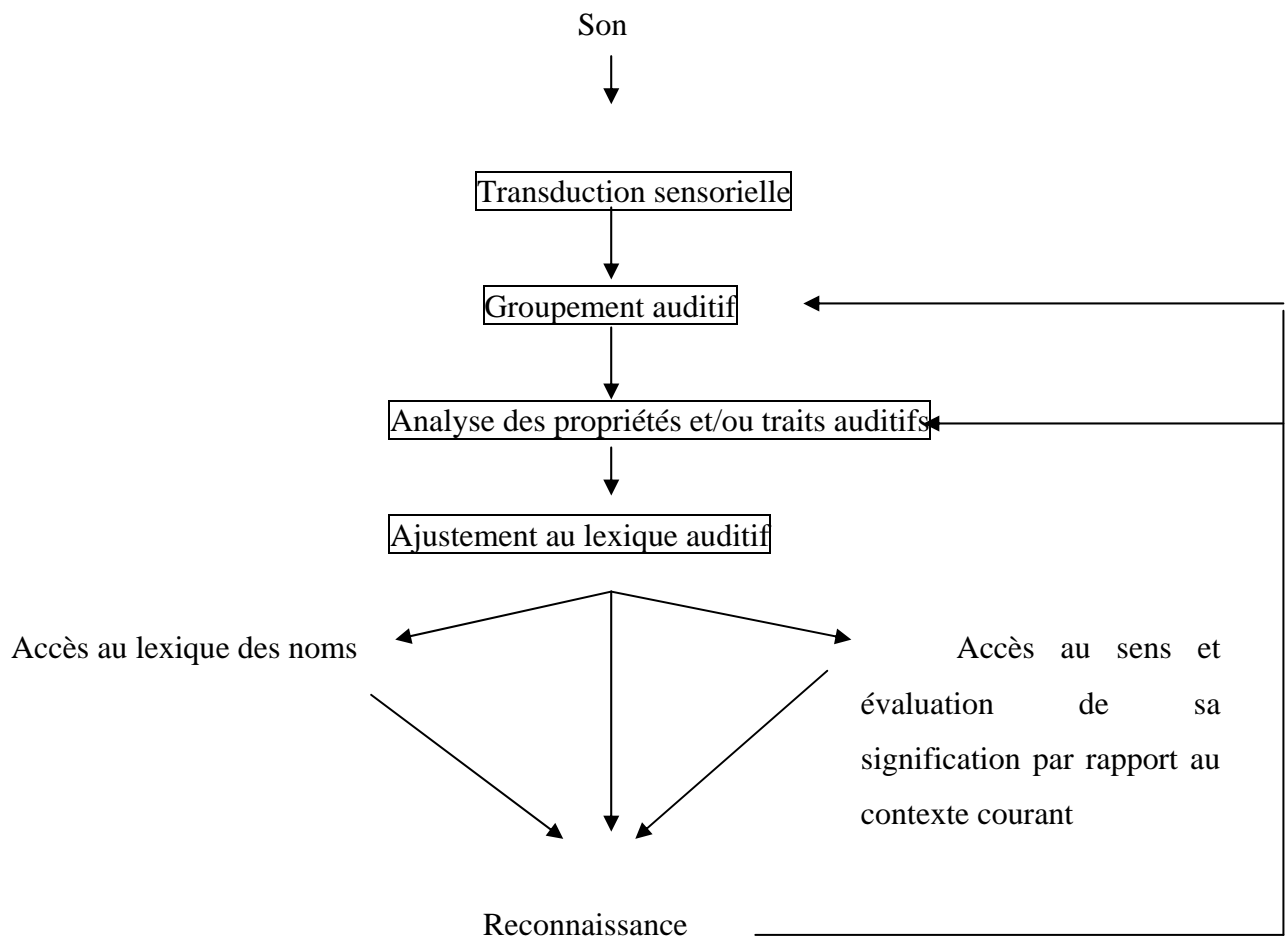 Son
Transduction sensorielle
Groupement auditif
Analyse des propriétés et/ou traits auditifs
Ajustement au lexique auditif
Accès au lexique des noms
Accès au sens et
évaluation de sa
signification par rapport au
contexte courant
Reconnaissance